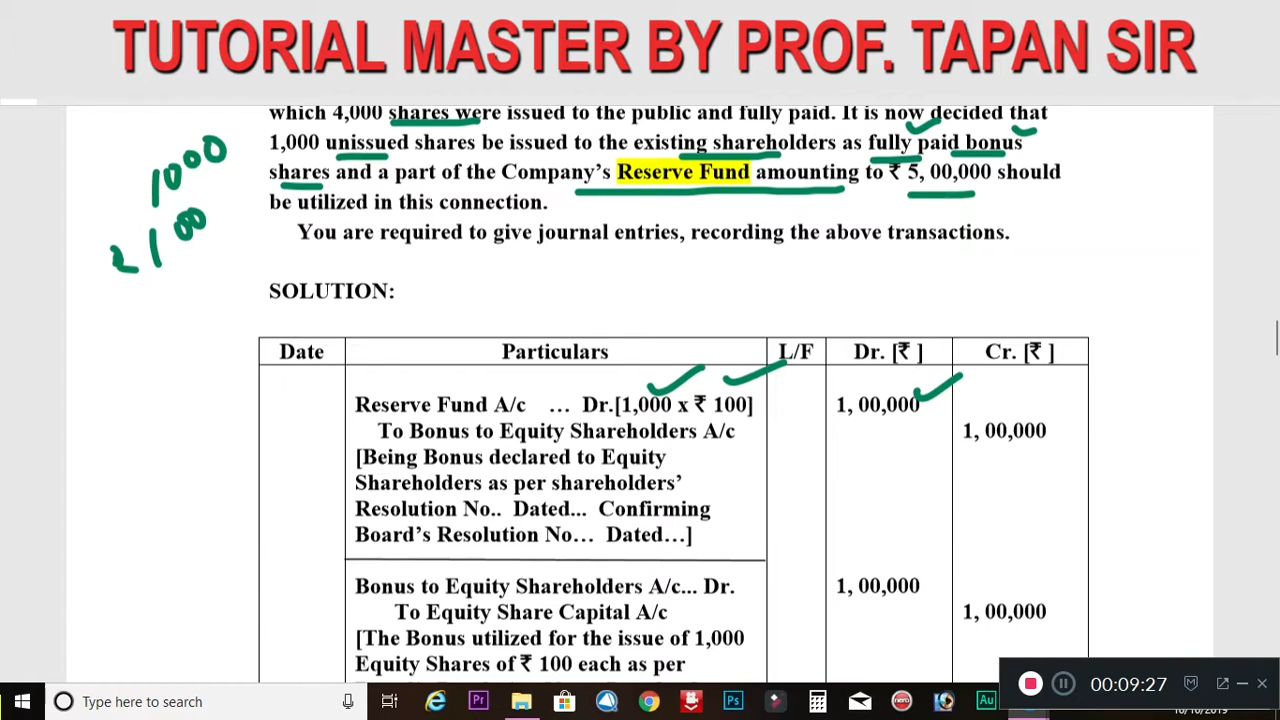 TUTORIAL MASTER BY PROF. TAPAN SIR
which 4,000 shares were issued to the public and fully paid. It is now decided that
1,000 unissued shares be issued to the existing shareholders as fully paid bonus
shares and a part of the Company's Reserve Fund amounting to ₹ 5, 00,000 should
be utilized in this connection.
You are required to give journal entries, recording the above transactions.
1000
₹ 100
SOLUTION:
Date Particulars L/F Dr. [₹ ] Cr. [₹ ]
Reserve Fund A/c … Dr.[1,000 x ₹ 100] 1, 00,000
To Bonus to Equity Shareholders A/c 1, 00,000
[Being Bonus declared to Equity
Shareholders as per shareholders'
Resolution No.. Dated... Confirming
Board's Resolution No… Dated…]
Bonus to Equity Shareholders A/c... Dr. 1, 00,000
To Equity Share Capital A/c 1, 00,000
[The Bonus utilized for the issue of 1,000
Equity Shares of ₹ 100 each as per
00:09:27
Type here to search
Pr
Ps
nero
Au